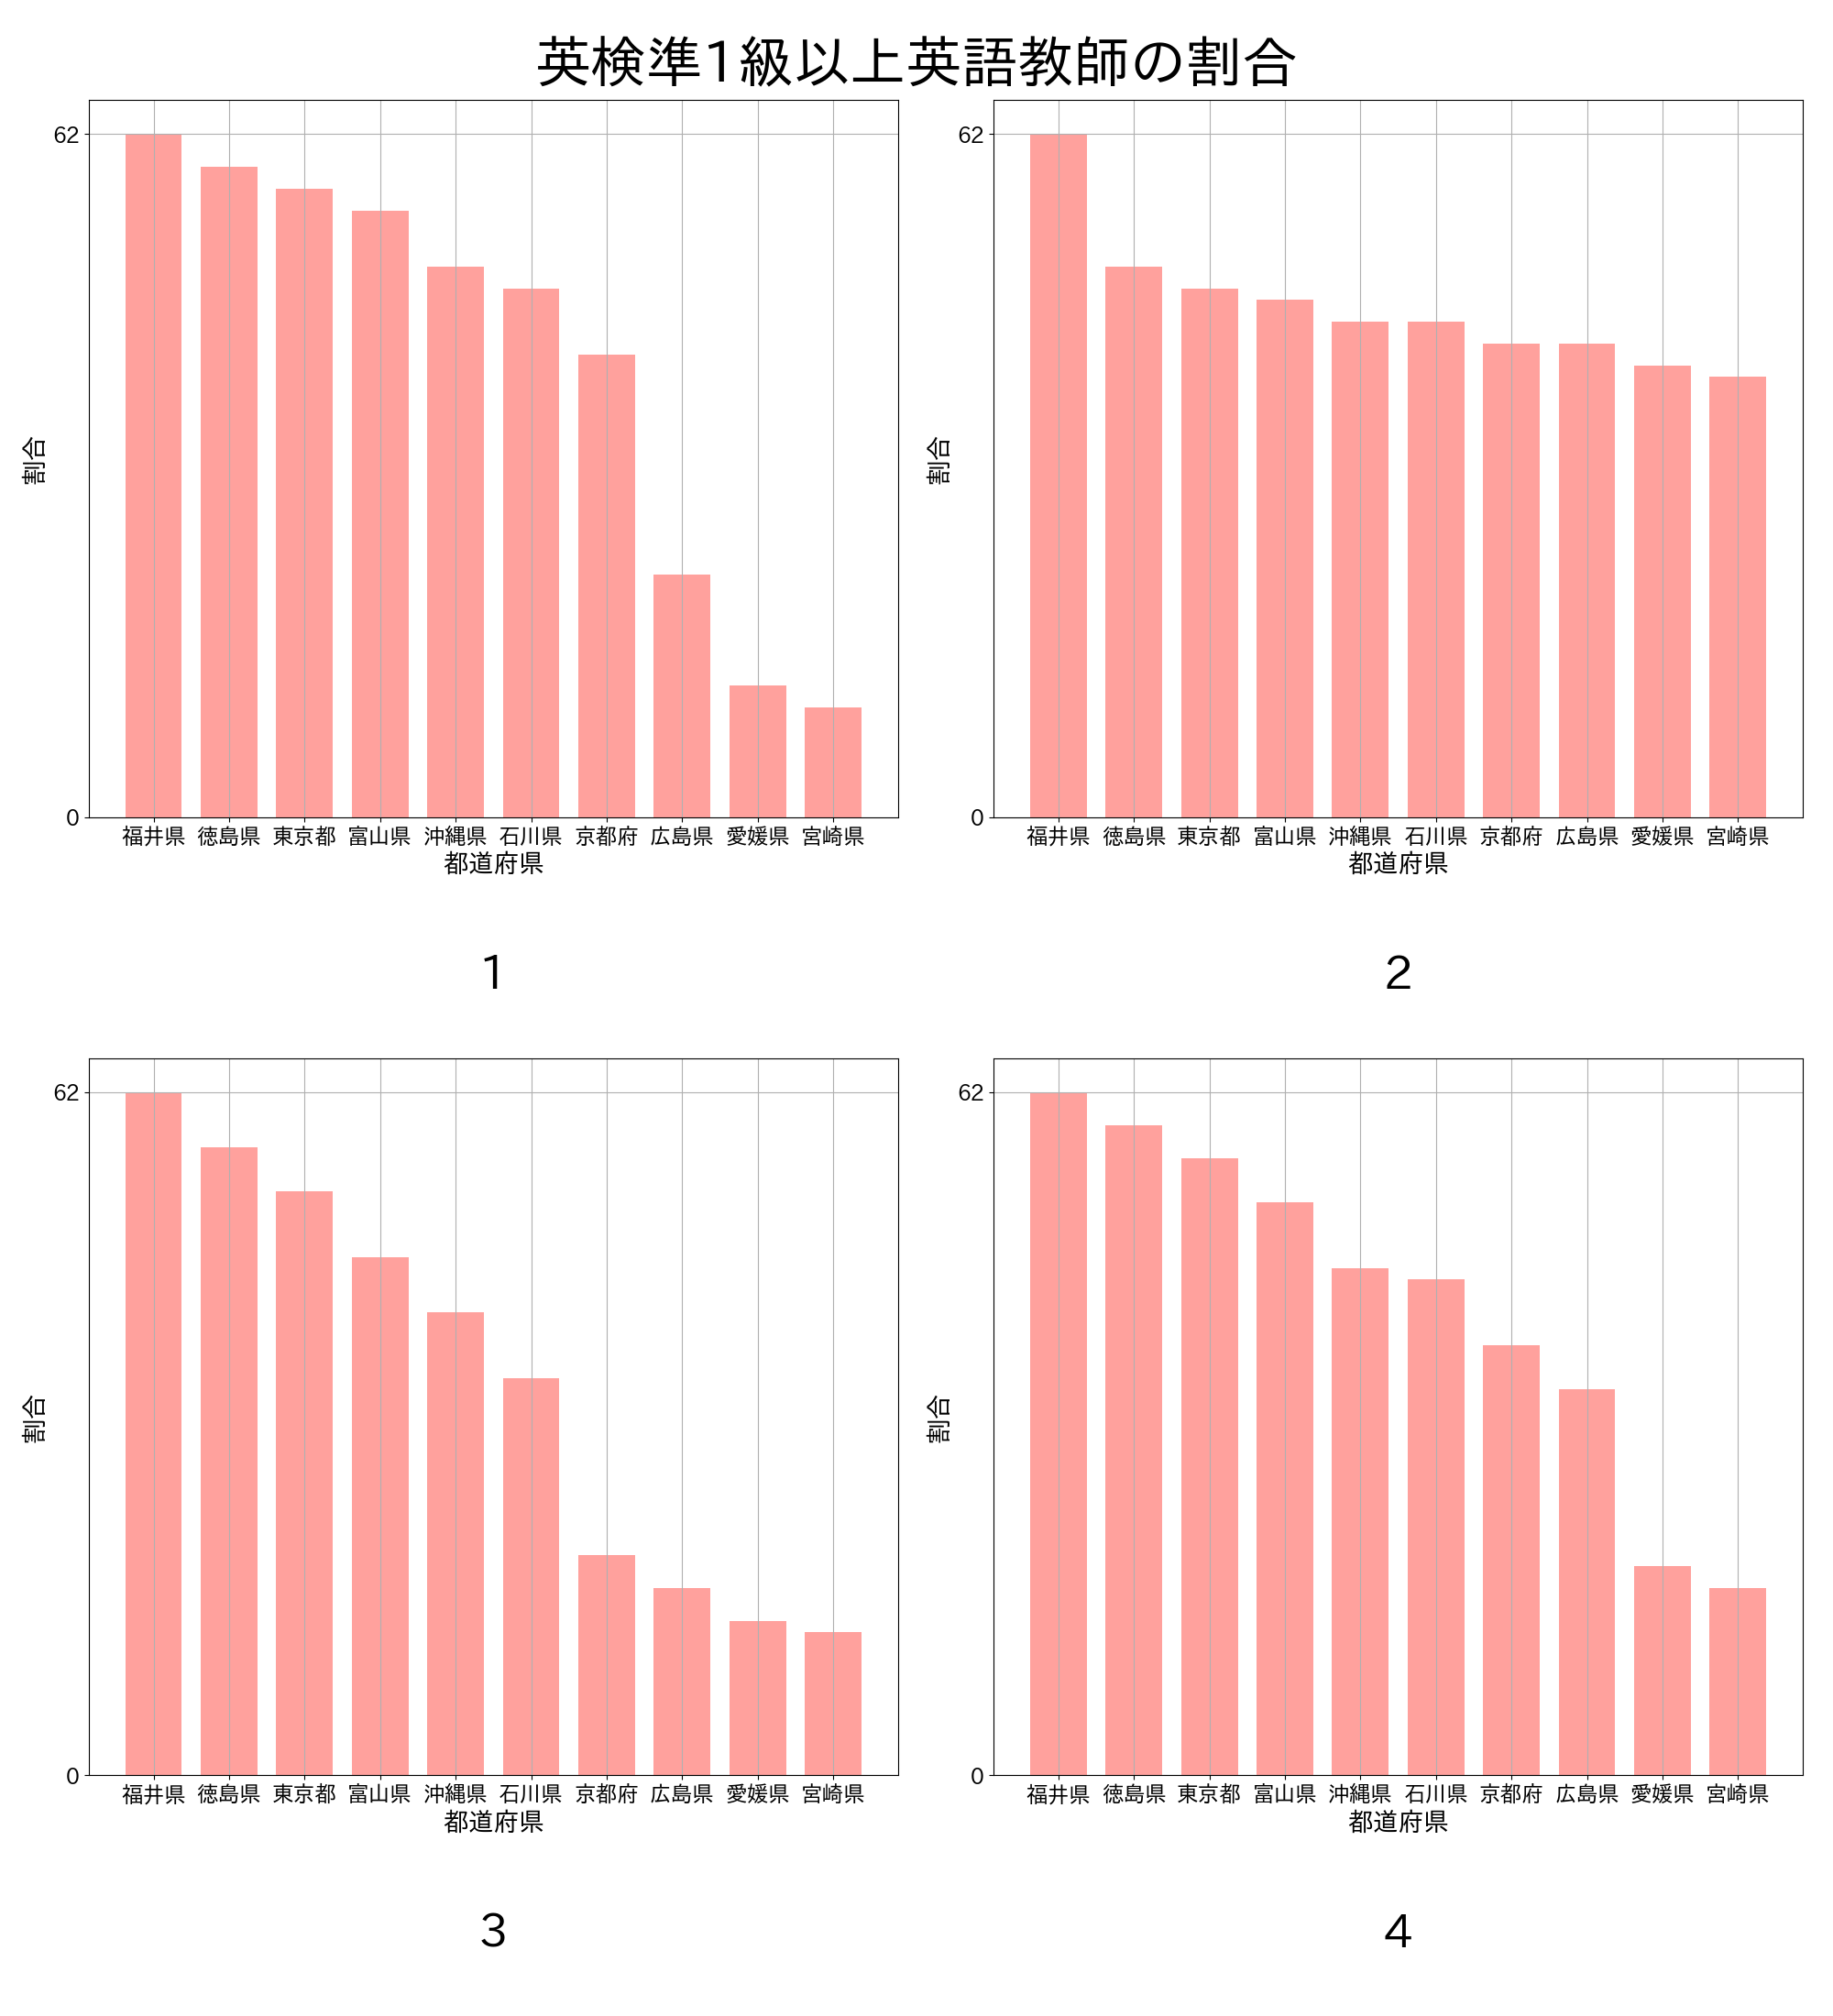 英検準1級以上英語教師の割合
62
0
割合
福井県 徳島県 東京都 富山県 沖縄県 石川県 京都府 広島県 愛媛県 宮崎県
都道府県
1
62
0
割合
福井県 徳島県 東京都 富山県 沖縄県 石川県 京都府 広島県 愛媛県 宮崎県
都道府県
2
62
0
割合
福井県 徳島県 東京都 富山県 沖縄県 石川県 京都府 広島県 愛媛県 宮崎県
都道府県
3
62
0
割合
福井県 徳島県 東京都 富山県 沖縄県 石川県 京都府 広島県 愛媛県 宮崎県
都道府県
4